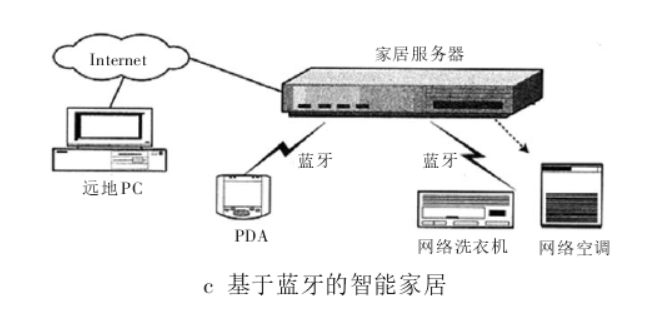 家居服务器
Internet
蓝牙
蓝牙
远地PC
PDA
网络洗衣机
网络空调
c 基于蓝牙的智能家居